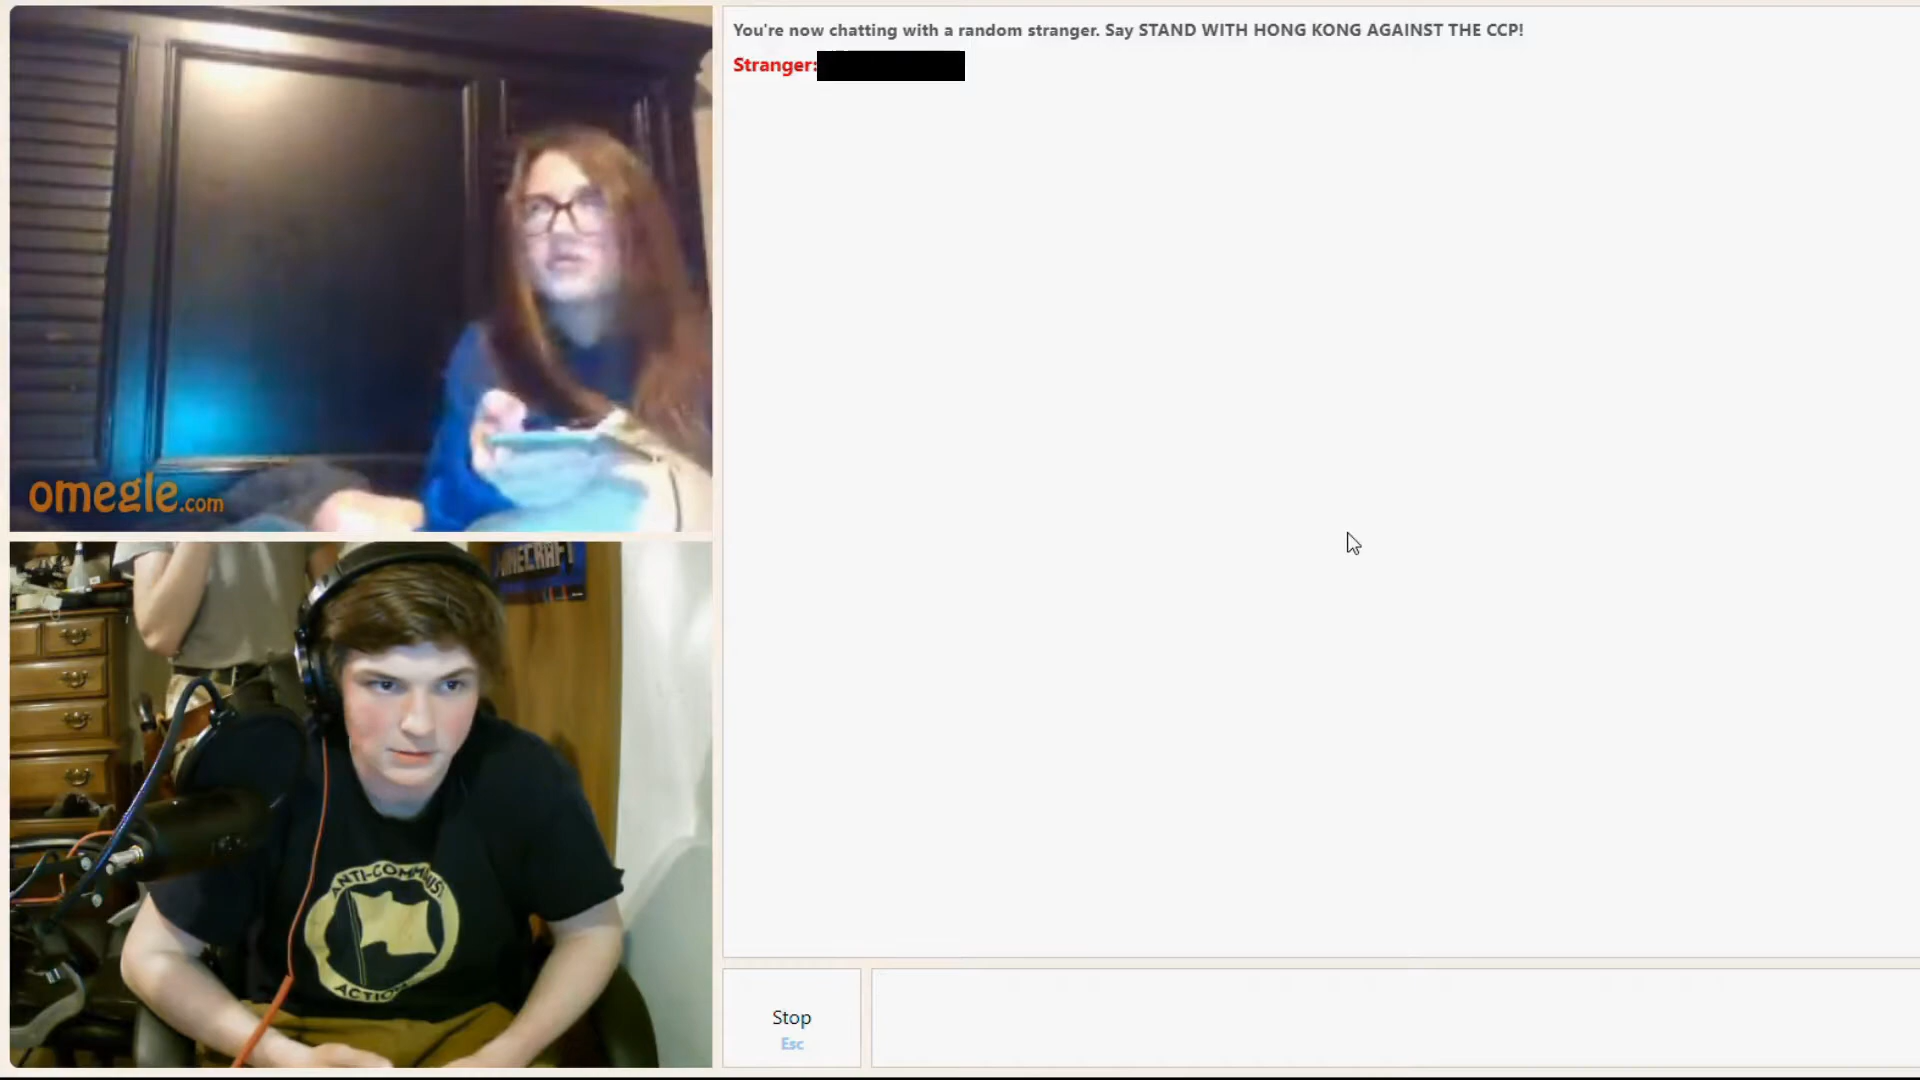 You're now chatting with a random stranger. Say STAND WITH HONG KONG AGAINST THE CCP!
Stranger:
omegle.com
MINECRAFT
ANTI-COMMUNIST
ACTION
Stop
Esc